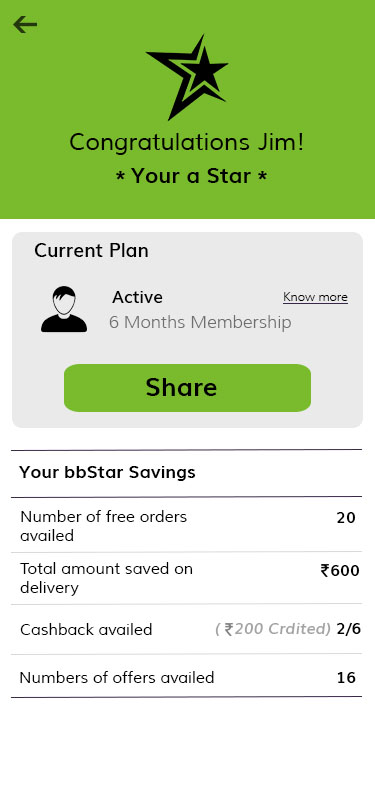 Congratulations Jim!
* Your a Star *
Current Plan
Active
Know more
6 Months Membership
Share
Your bbStar Savings
Number of free orders
availed
20
Total amount saved on
delivery
₹600
Cashback availed
( ₹200 Crdited) 2/6
Numbers of offers availed
16